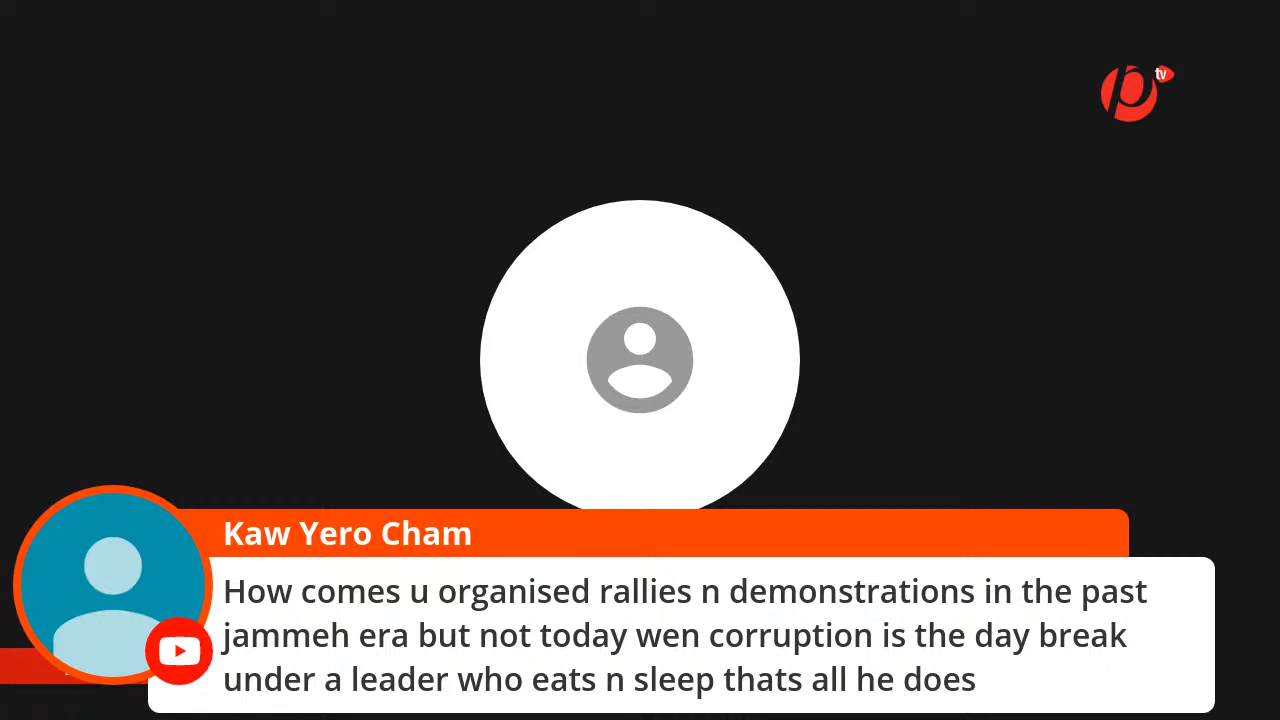 tv
Kaw Yero Cham
How comes u organised rallies n demonstrations in the past
jammeh era but not today wen corruption is the day break
under a leader who eats n sleep thats all he does